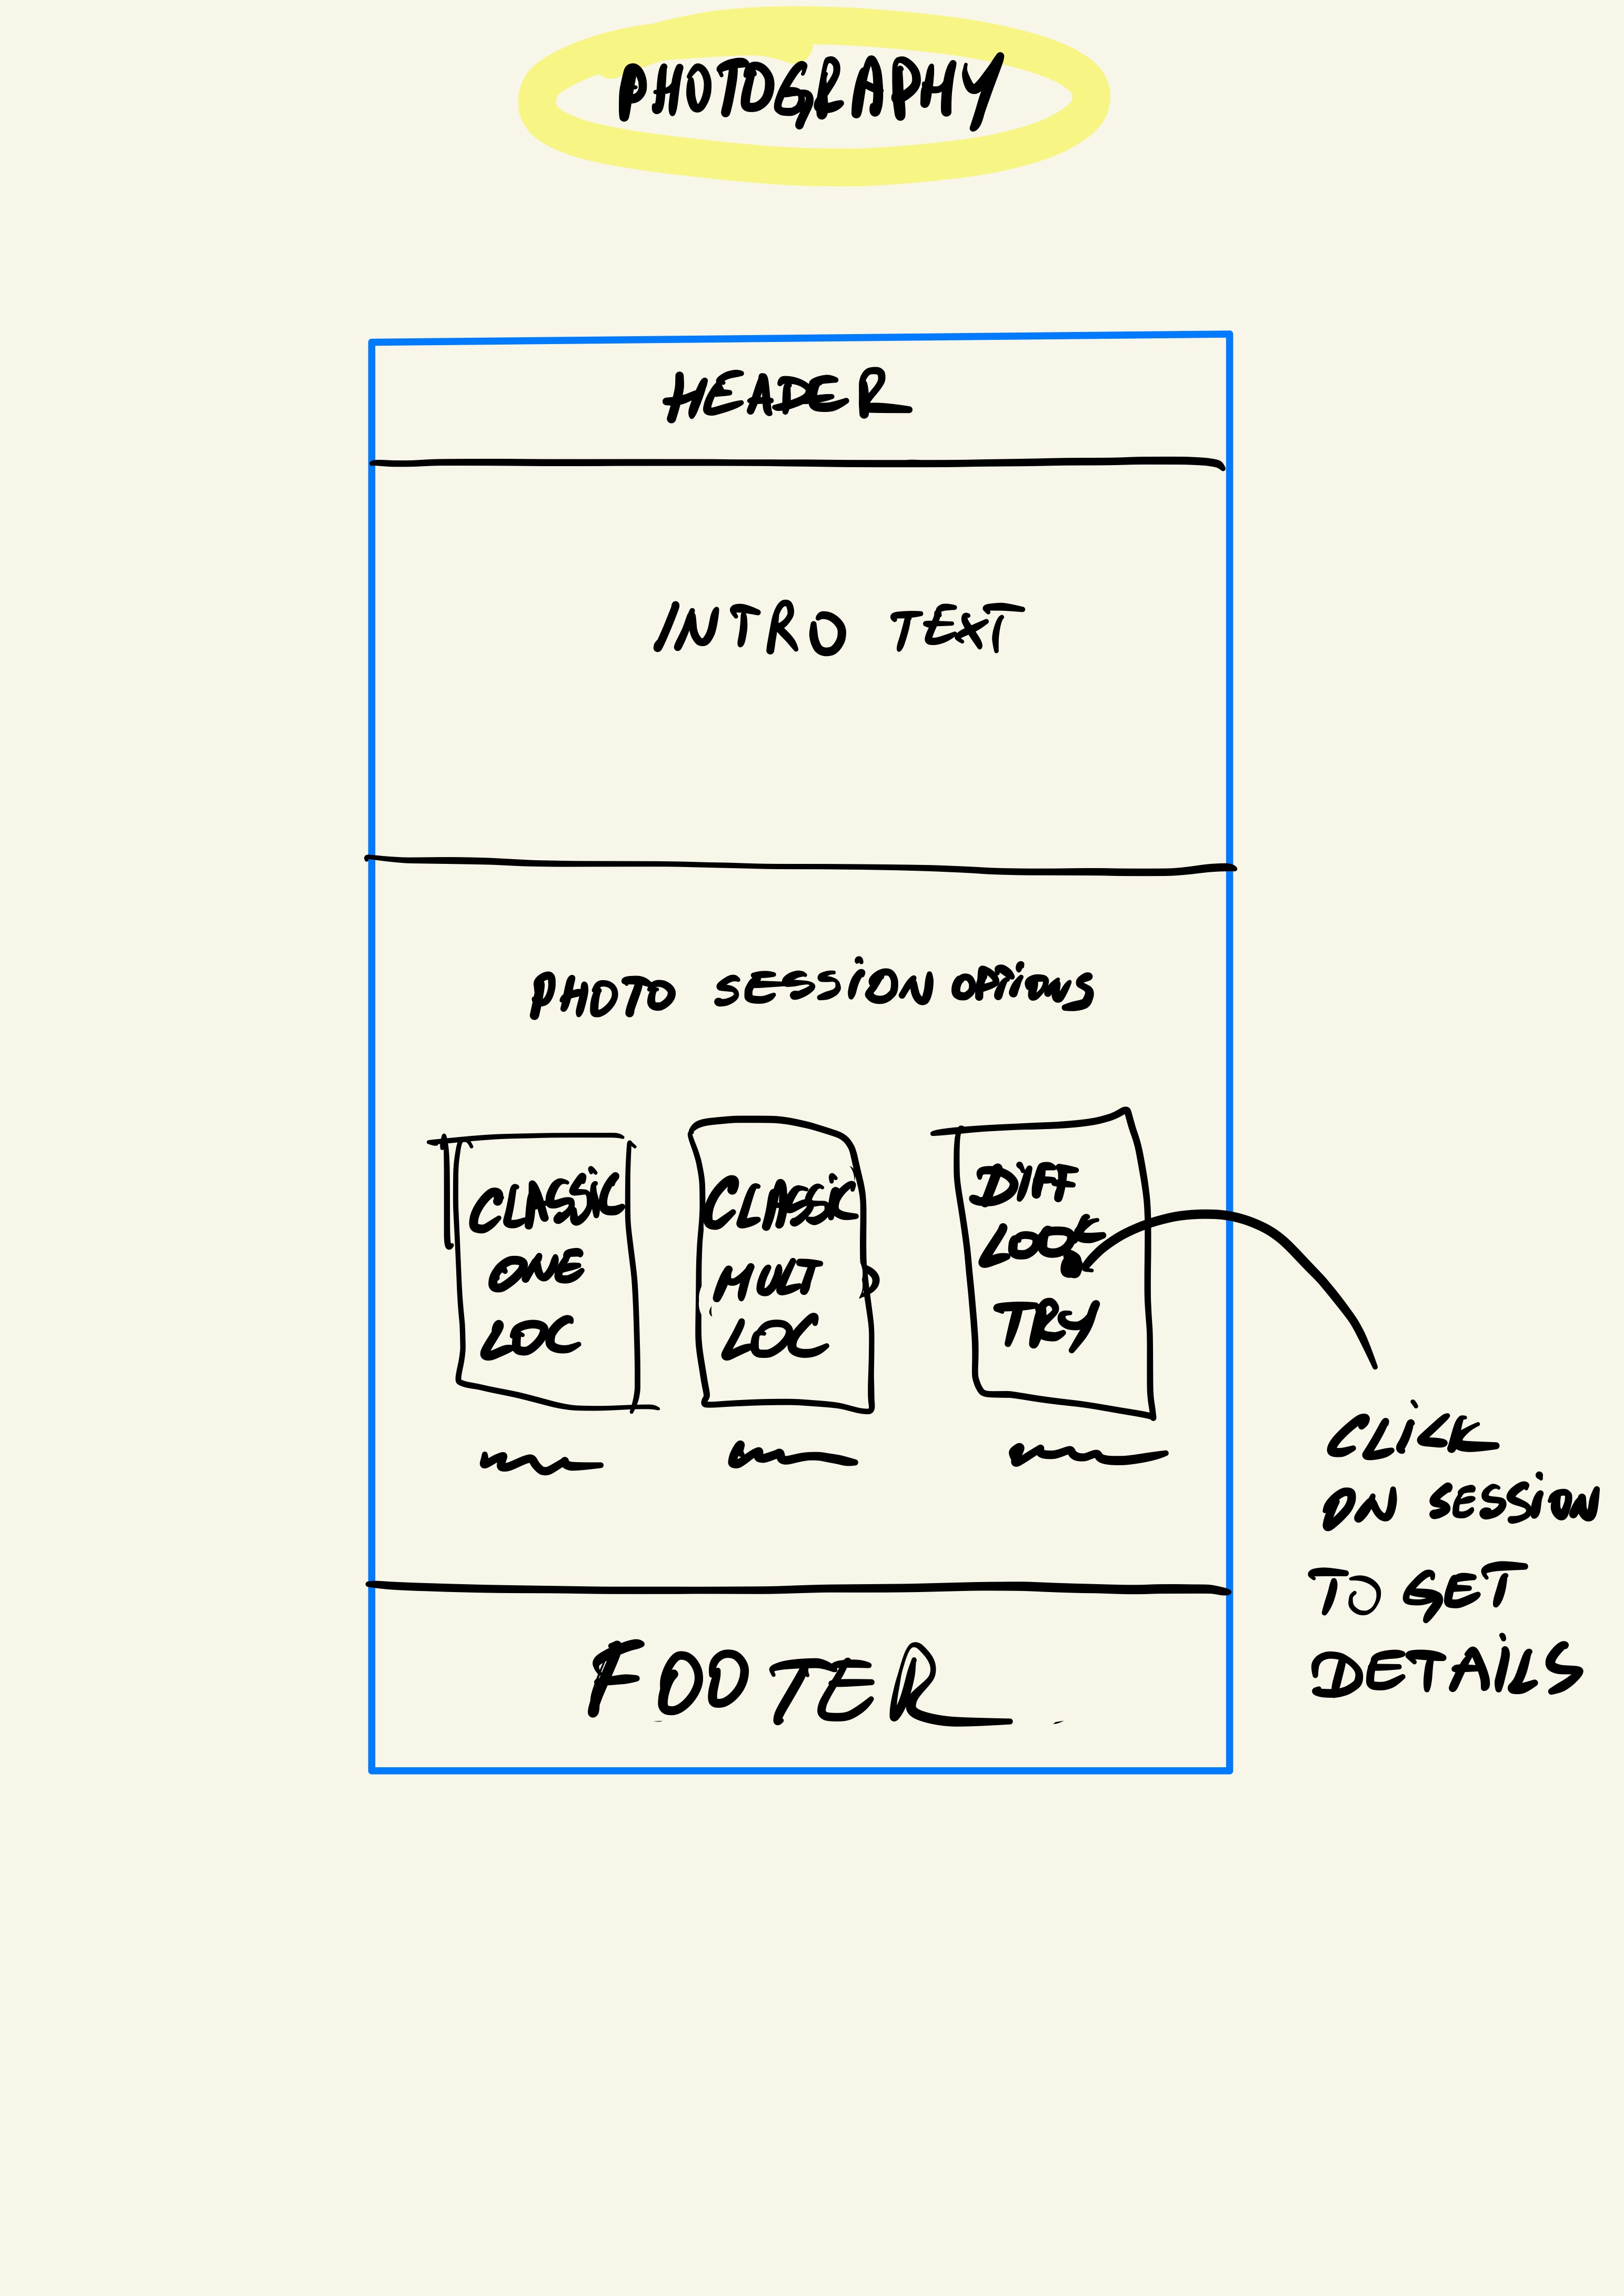 PHOTOGRAPHY
HEADER
INTRO TEXT
PHOTO SESSION OPTIONS
CLASSIC
ONE
LOC
CLASSIC
MULT
LOC
DIFF
LOOK
TRY
CLICK
ON SESSION
TO GET
DETAILS
FOOTER